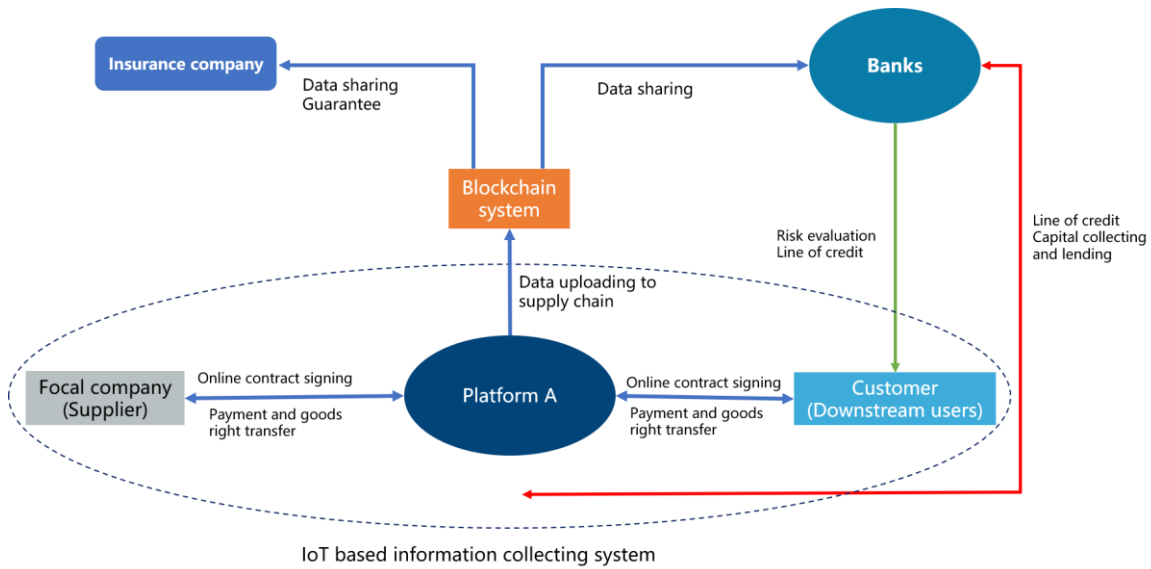 Insurance company
Banks
Data sharing
Guarantee
Data sharing
Blockchain
system
Risk evaluation
Line of credit
Line of credit
Capital collecting
and lending
Data uploading to
supply chain
Focal company
(Supplier)
Online contract signing
Payment and goods
right transfer
Platform A
Online contract signing
Payment and goods
right transfer
Customer
(Downstream users)
IoT based information collecting system